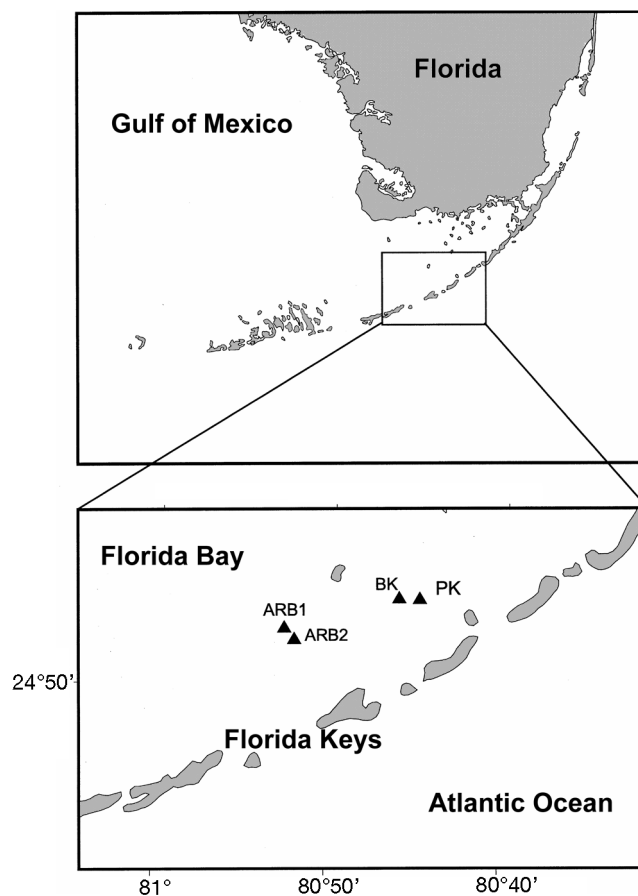 Florida
Gulf of Mexico
Florida Bay
BK
PK
ARB1
ARB2
24°50'
Florida Keys
Atlantic Ocean
81°
80°50'
80°40'